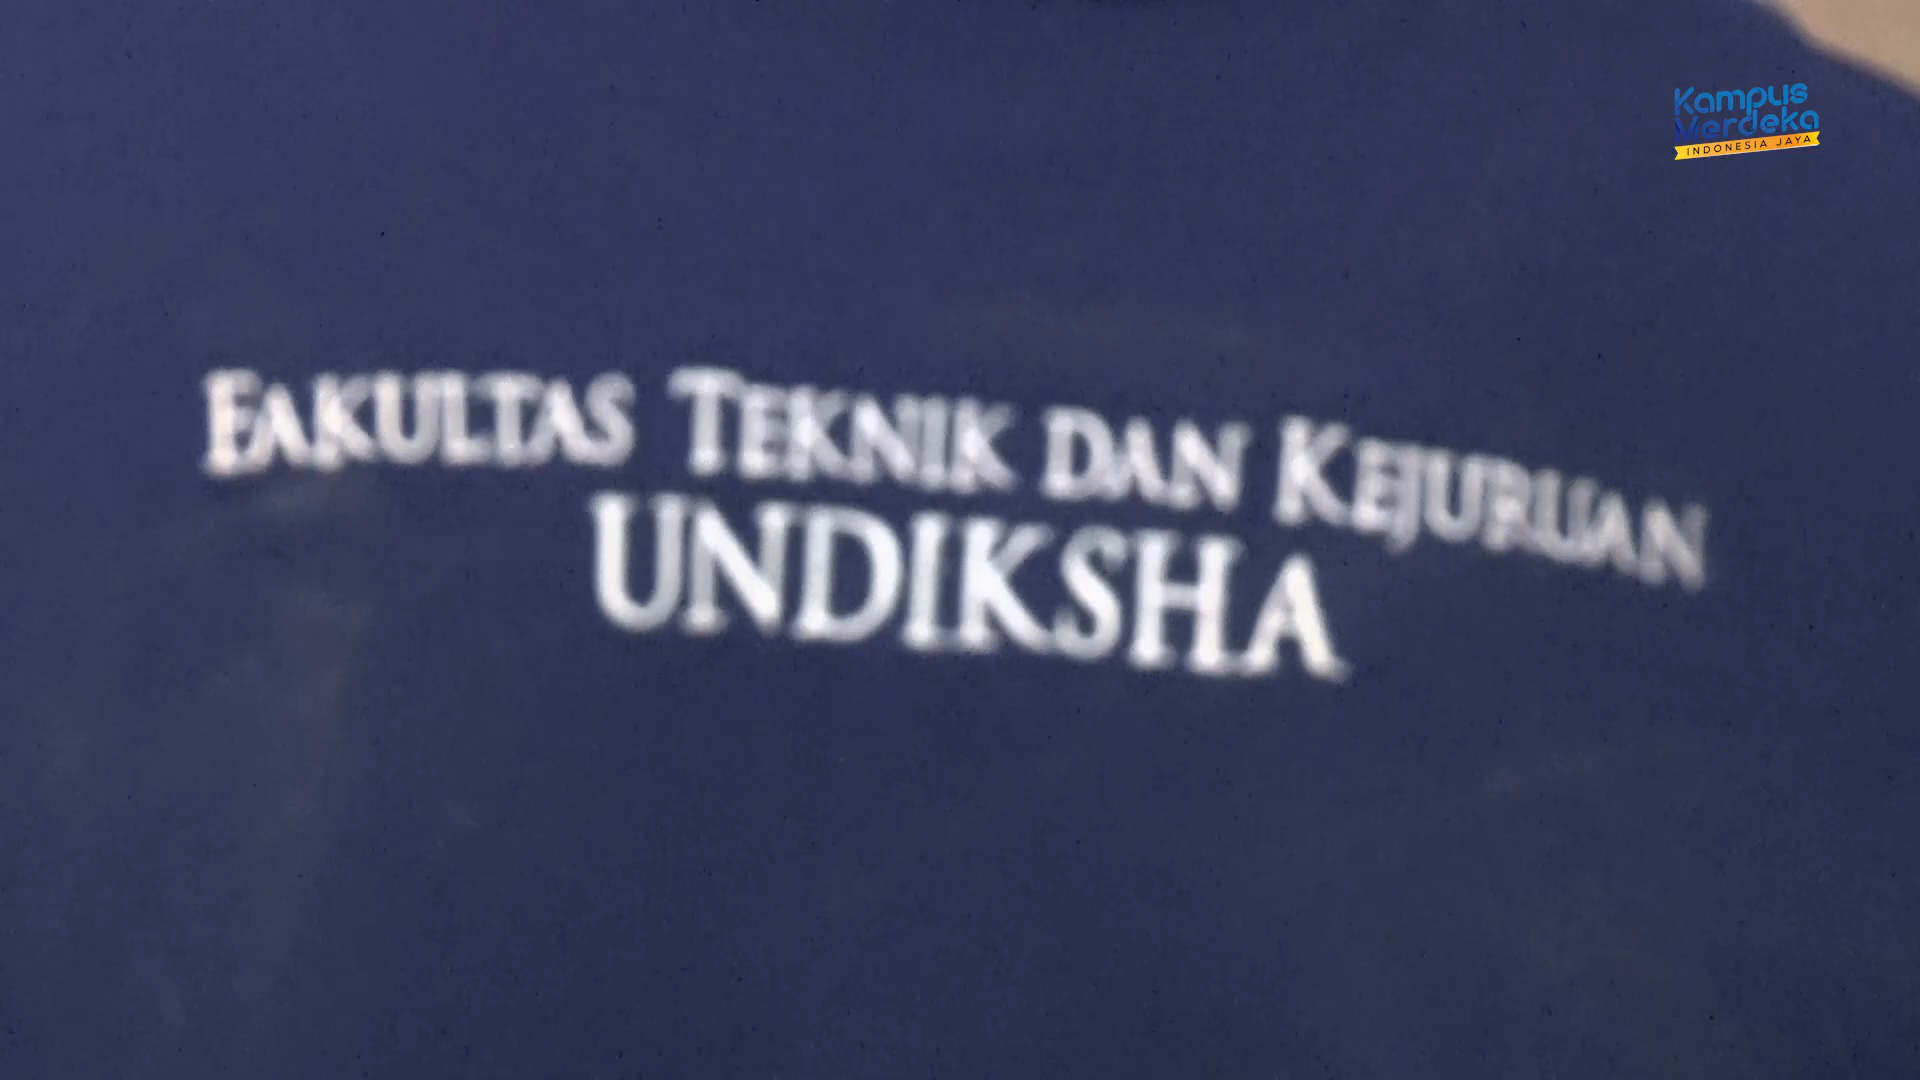 Kampus
Merdeka
INDONESIA JAYA
FAKULTAS TEKNIK DAN KEJURUAN
UNDIKSHA